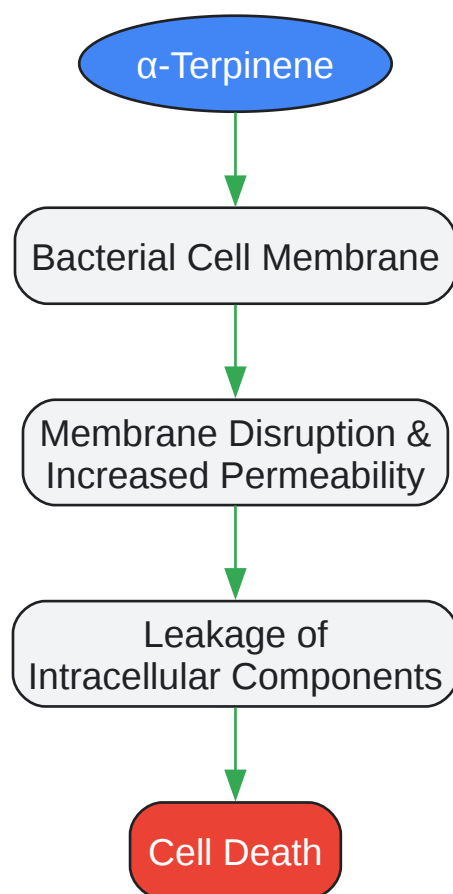 α-Terpinene
Bacterial Cell Membrane
Membrane Disruption &
Increased Permeability
Leakage of
Intracellular Components
Cell Death